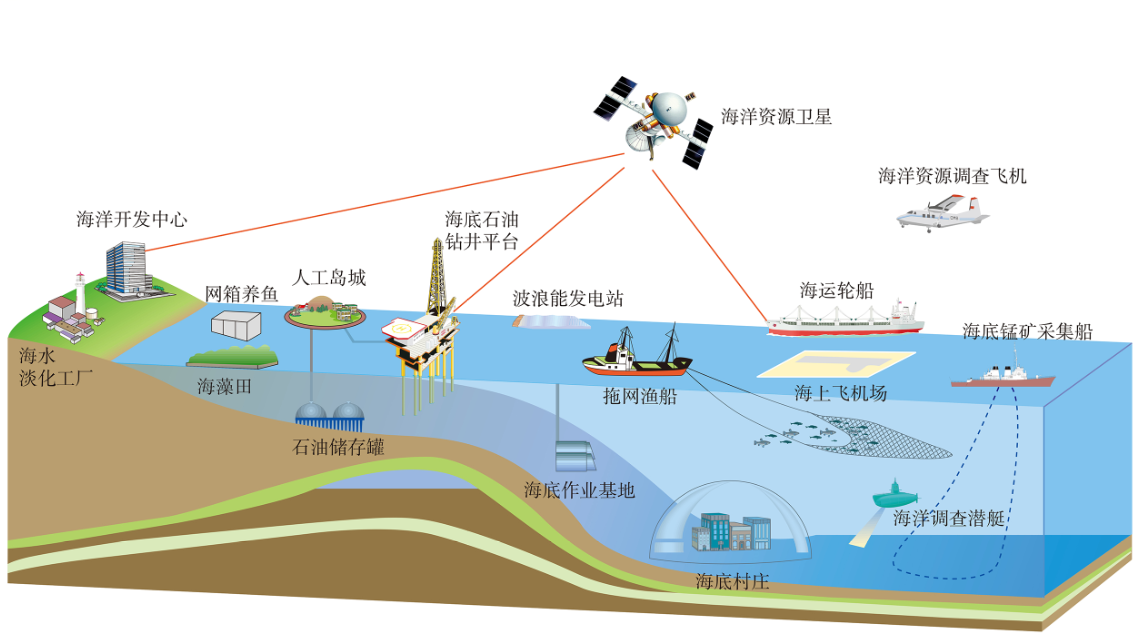 海洋资源卫星
海洋资源调查飞机
海洋开发中心
海底石油
钻井平台
人工岛城
网箱养鱼
波浪能发电站
海运轮船
海底锰矿采集船
海水
淡化工厂
海藻田
拖网渔船
海上飞机场
石油储存罐
海底作业基地
海洋调查潜艇
海底村庄